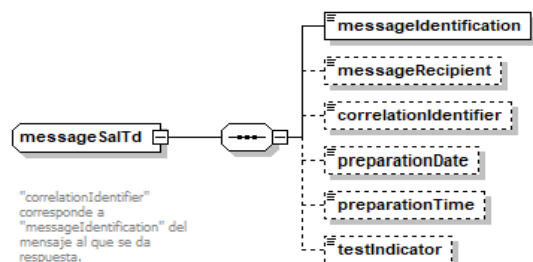 messageIdentification
messageRecipient
messageSalTd
correlationIdentifier
preparationDate
preparationTime
testIndicator
"correlationIdentifier"
corresponde a
"messageIdentification" del
mensaje al que se da
respuesta.